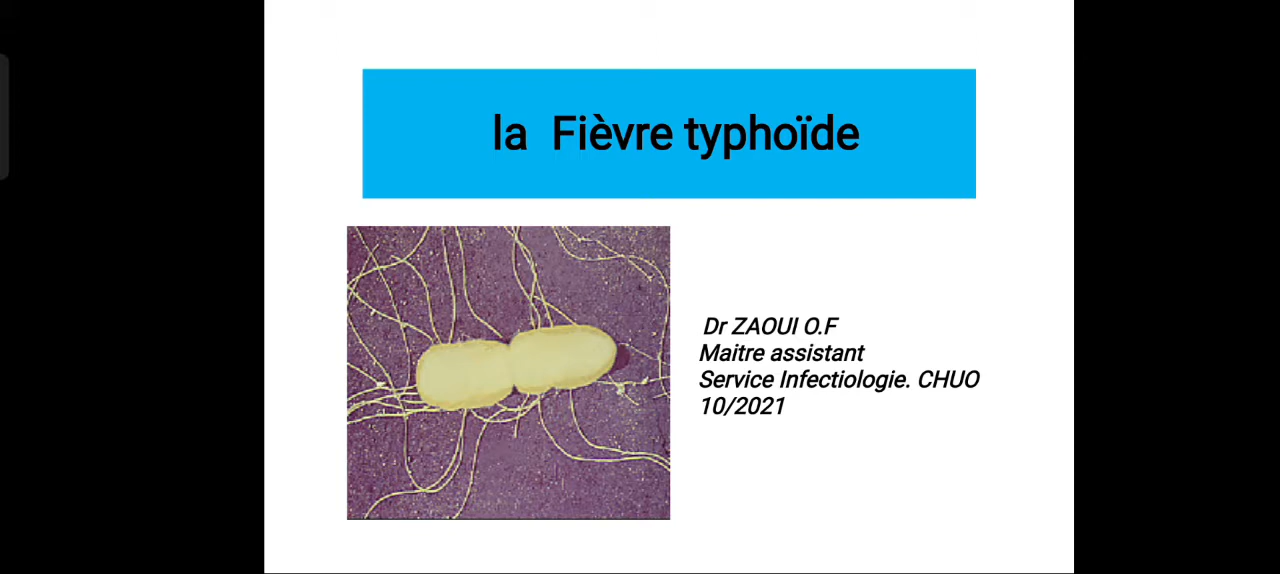 la Fièvre typhoïde
Dr ZAOUI O.F
Maitre assistant
Service Infectiologie. CHUO
10/2021